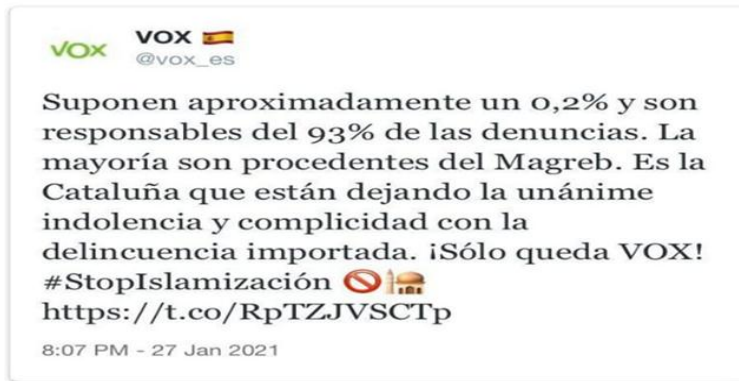 VOX
VOX 🇪🇸
@vox_es
Suponen aproximadamente un 0,2% y son
responsables del 93% de las denuncias. La
mayoría son procedentes del Magreb. Es la
Cataluña que están dejando la unánime
indolencia y complicidad con la
delincuencia importada. ¡Sólo queda VOX!
#StopIslamización 🚫🕌
https://t.co/RpTZJVSCTp
8:07 PM - 27 Jan 2021